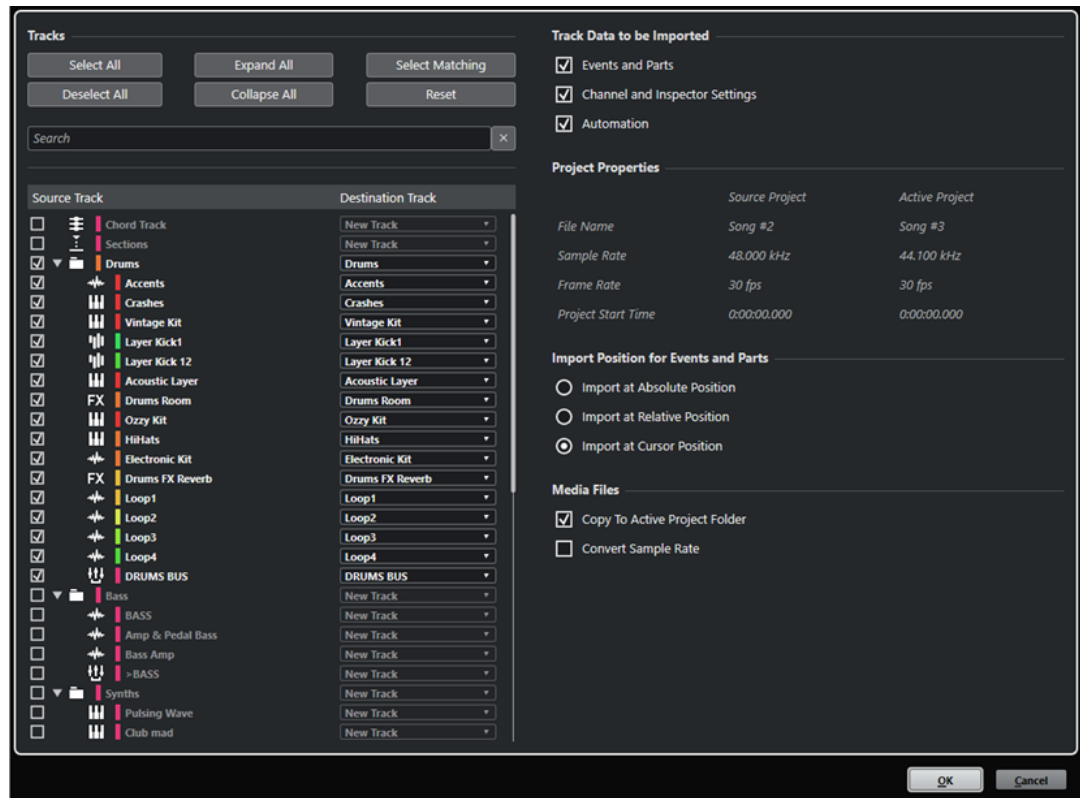 Tracks
Select All
Expand All
Select Matching
Deselect All
Collapse All
Reset
Search
Source Track Destination Track
Chord Track New Track
Sections New Track
Drums Drums
Accents Accents
Crashes Crashes
Vintage Kit Vintage Kit
Layer Kick1 Layer Kick1
Layer Kick 12 Layer Kick 12
Acoustic Layer Acoustic Layer
FX Drums Room Drums Room
Ozzy Kit Ozzy Kit
HiHats HiHats
Electronic Kit Electronic Kit
FX Drums FX Reverb Drums FX Reverb
Loop1 Loop1
Loop2 Loop2
Loop3 Loop3
Loop4 Loop4
DRUMS BUS DRUMS BUS
Bass New Track
BASS New Track
Amp & Pedal Bass New Track
Bass Amp New Track
>BASS New Track
Synths New Track
Pulsing Wave New Track
Club mad New Track
Track Data to be Imported
Events and Parts
Channel and Inspector Settings
Automation
Project Properties
Source Project Active Project
File Name Song #2 Song #3
Sample Rate 48.000 kHz 44.100 kHz
Frame Rate 30 fps 30 fps
Project Start Time 0:00:00.000 0:00:00.000
Import Position for Events and Parts
Import at Absolute Position
Import at Relative Position
Import at Cursor Position
Media Files
Copy To Active Project Folder
Convert Sample Rate
OK
Cancel